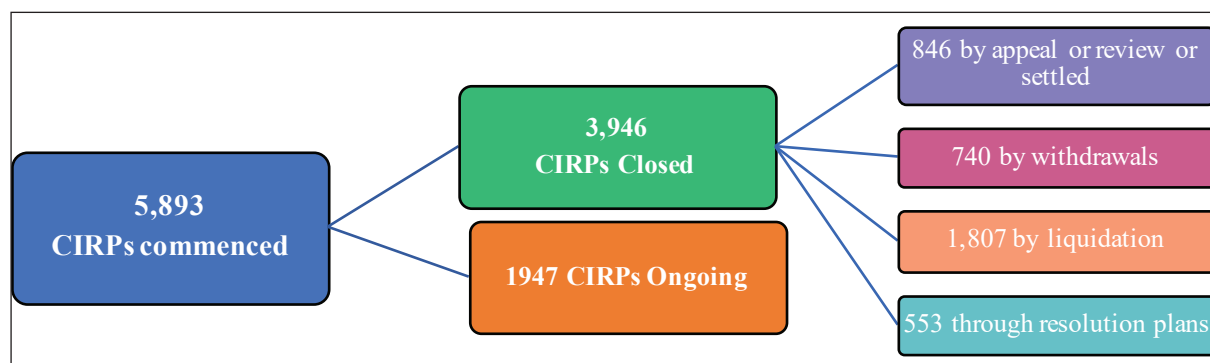 5,893
CIRPs commenced
3,946
CIRPs Closed
1947 CIRPs Ongoing
846 by appeal or review or
settled
740 by withdrawals
1,807 by liquidation
553 through resolution plans